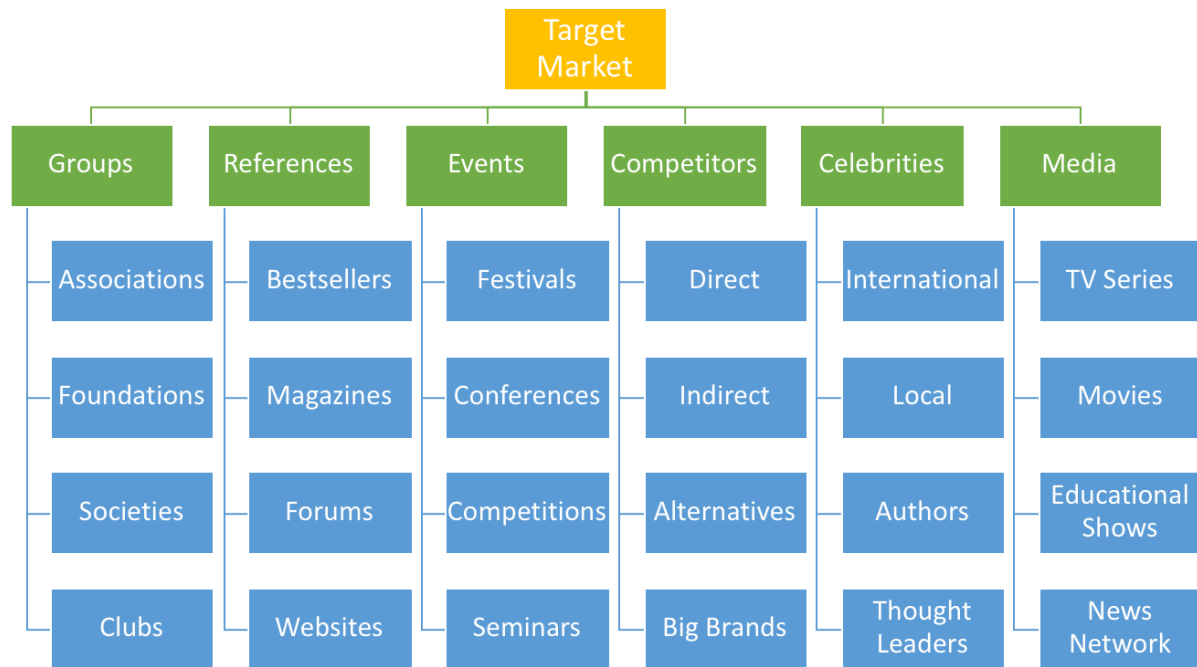 Target
Market
Groups
References
Events
Competitors
Celebrities
Media
Associations
Bestsellers
Festivals
Direct
International
TV Series
Foundations
Magazines
Conferences
Indirect
Local
Movies
Societies
Forums
Competitions
Alternatives
Authors
Educational
Shows
Clubs
Websites
Seminars
Big Brands
Thought
Leaders
News
Network